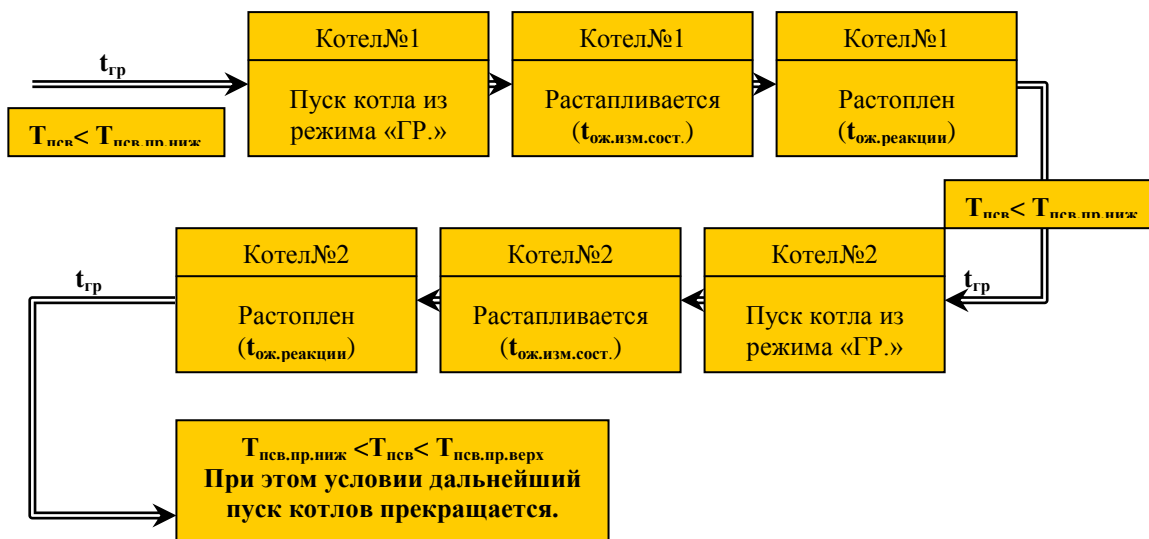 t гр
Tпсв< Tпсв.пр.ниж
Котел№1
Пуск котла из
режима «ГР.»
Котел№1
Растапливается
(tож.изм.сост.)
Котел№1
Растоплен
(tож.реакции)
Tпсв< Tпсв.пр.ниж
tгр
Котел№2
Пуск котла из
режима «ГР.»
Котел№2
Растапливается
(tож.изм.сост.)
Котел№2
Растоплен
(tож.реакции)
tгр
Tпсв.пр.ниж <Tпсв< Tпсв.пр.верх
При этом условии дальнейший
пуск котлов прекращается.